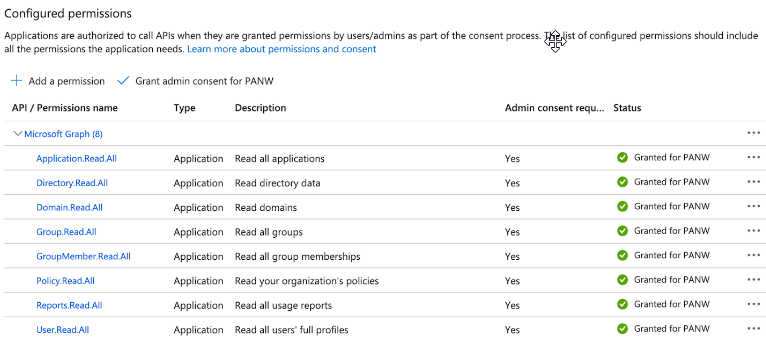 Configured permissions
Applications are authorized to call APIs when they are granted permissions by users/admins as part of the consent process. The list of configured permissions should include
all the permissions the application needs. Learn more about permissions and consent
Add a permission Grant admin consent for PANW
API / Permissions name Type Description Admin consent requ... Status
Microsoft Graph (8)
Application.Read.All Application Read all applications Yes Granted for PANW
Directory.Read.All Application Read directory data Yes Granted for PANW
Domain.Read.All Application Read domains Yes Granted for PANW
Group.Read.All Application Read all groups Yes Granted for PANW
GroupMember.Read.All Application Read all group memberships Yes Granted for PANW
Policy.Read.All Application Read your organization's policies Yes Granted for PANW
Reports.Read.All Application Read all usage reports Yes Granted for PANW
User.Read.All Application Read all users' full profiles Yes Granted for PANW